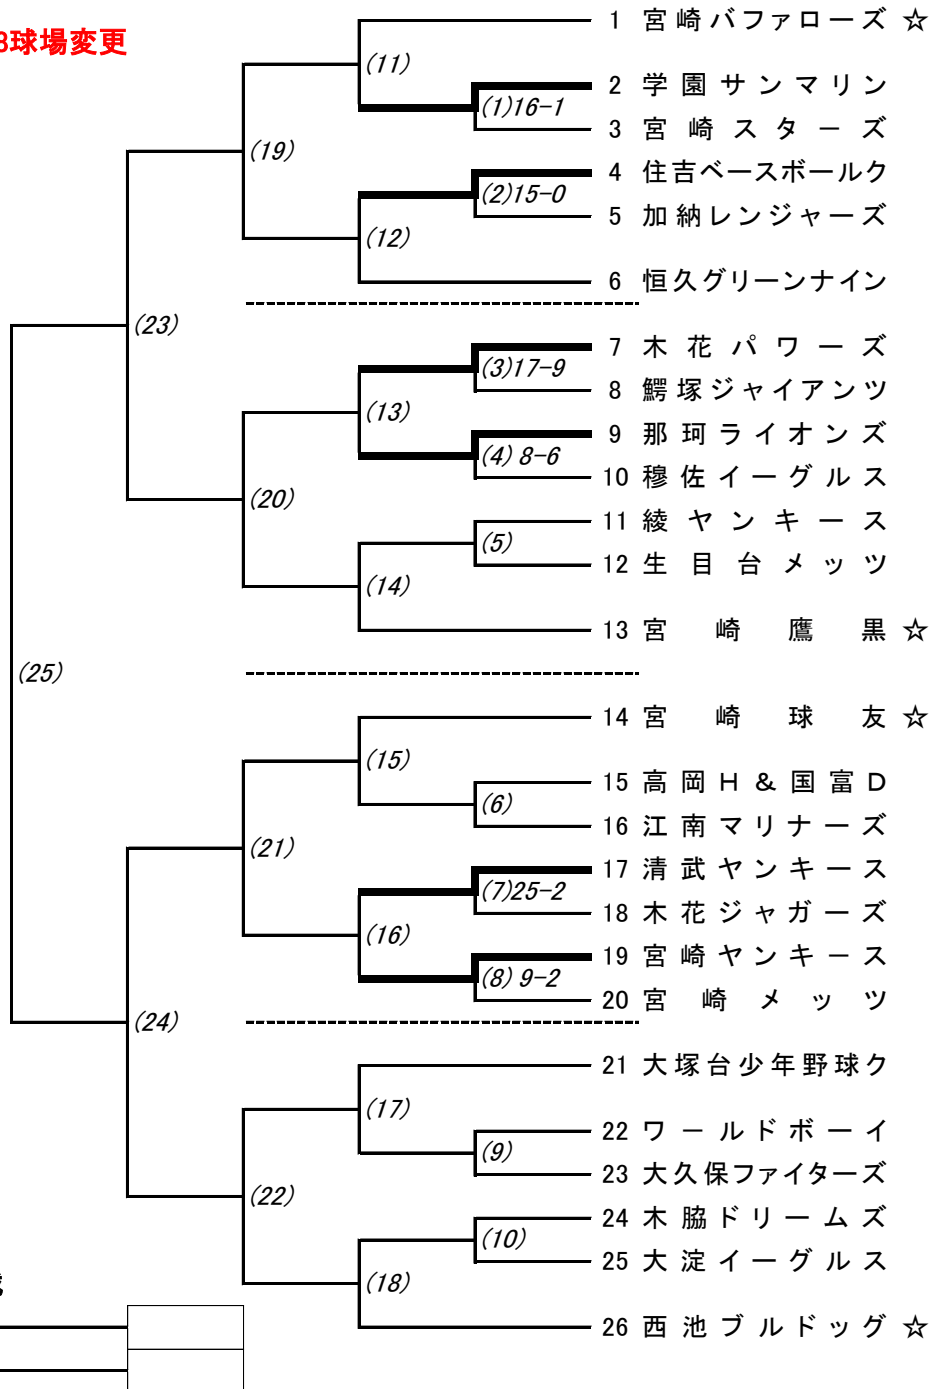 8球場変更
1 宮崎バファローズ ☆
(11)
2 学園サンマリン
(1)16-1
3 宮崎スターズ
(19)
4 住吉ベースボールク
(2)15-0
5 加納レンジャーズ
(12)
6 恒久グリーンナイン
(23)
7 木花パワーズ
(3)17-9
8 鰐塚ジャイアンツ
(13)
9 那珂ライオンズ
(4) 8-6
10 穆佐イーグルス
(20)
11 綾ヤンキース
(5)
12 生目台メッツ
(14)
13 宮崎鷹黒 ☆
(25)
14 宮崎球友 ☆
(15)
15 高岡H&国富D
(6)
16 江南マリナーズ
(21)
17 清武ヤンキース
(7)25-2
18 木花ジャガーズ
(16)
19 宮崎ヤンキース
(8) 9-2
20 宮崎メッツ
(24)
21 大塚台少年野球ク
(17)
22 ワールドボーイ
(9)
23 大久保ファイターズ
(22)
24 木脇ドリームズ
(10)
25 大淀イーグルス
(18)
26 西池ブルドッグ ☆